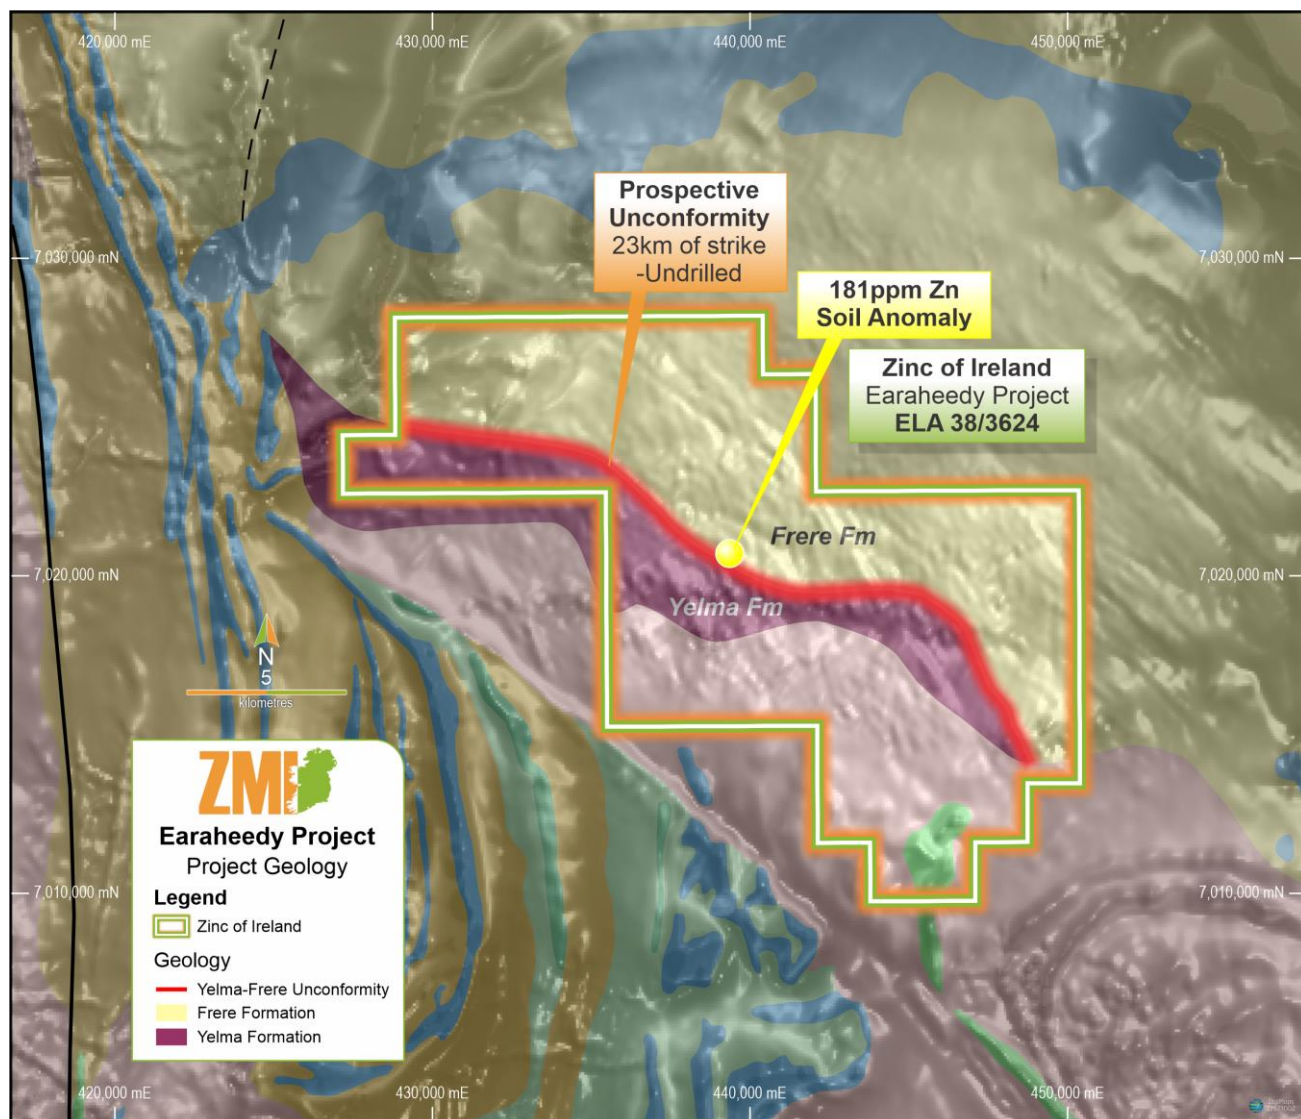 420,000 mE
430,000 mE
440,000 mE
450,000 mE
7,030,000 mN
7,030,000 mN
Prospective
Unconformity
23km of strike
-Undrilled
181ppm Zn
Soil Anomaly
Zinc of Ireland
Earaheedy Project
ELA 38/3624
Frere Fm
Yelma Fm
7,020,000 mN
7,020,000 mN
N
5
kilometres
ZMI
Earaheedy Project
Project Geology
Legend
Zinc of Ireland
Geology
Yelma-Frere Unconformity
Frere Formation
Yelma Formation
7,010,000 mN
7,010,000 mN
420,000 mE
430,000 mE
440,000 mE
450,000 mE